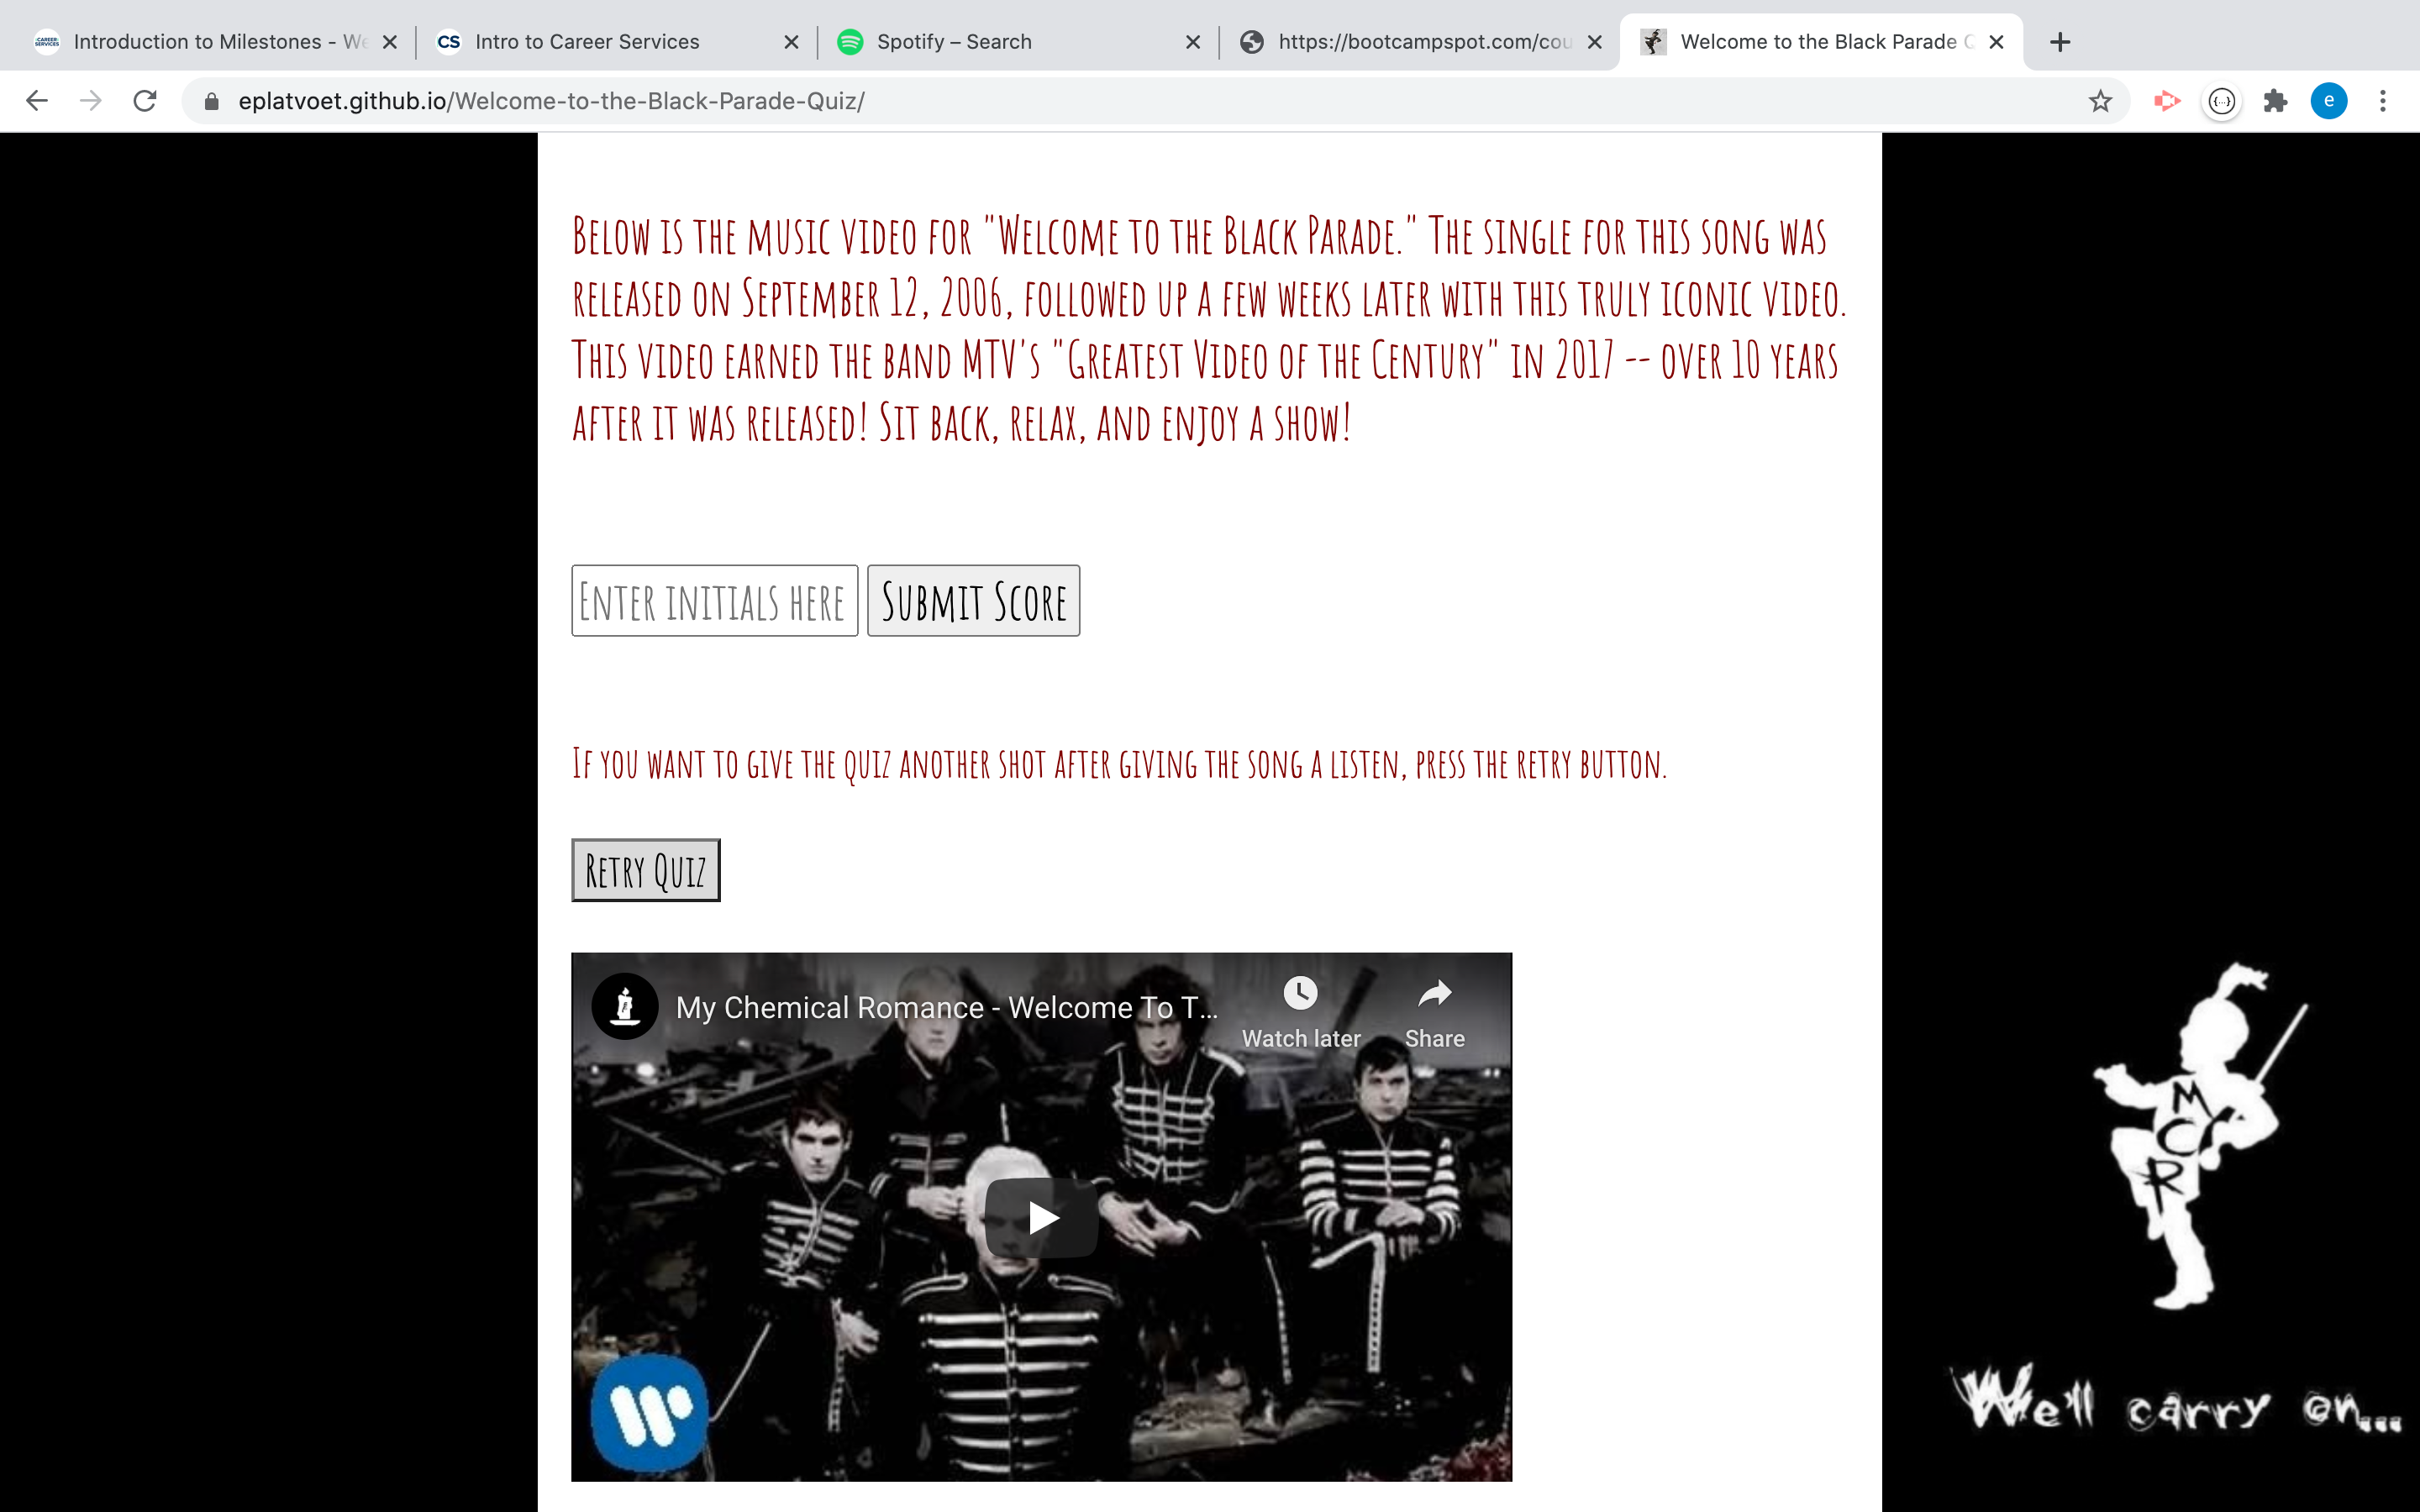 Introduction to Milestones - We
Intro to Career Services
Spotify – Search
https://bootcampspot.com/cou
Welcome to the Black Parade Q
eplatvoet.github.io/Welcome-to-the-Black-Parade-Quiz/
e
Below is the music video for "Welcome to the Black Parade." The single for this song was
released on September 12, 2006, followed up a few weeks later with this truly iconic video.
This video earned the band MTV's "Greatest Video of the Century" in 2017 -- over 10 years
after it was released! Sit back, relax, and enjoy a show!
Enter initials here
Submit Score
If you want to give the quiz another shot after giving the song a listen, press the retry button.
Retry Quiz
My Chemical Romance - Welcome To T...
Watch later
Share
MCR
We'll carry on...